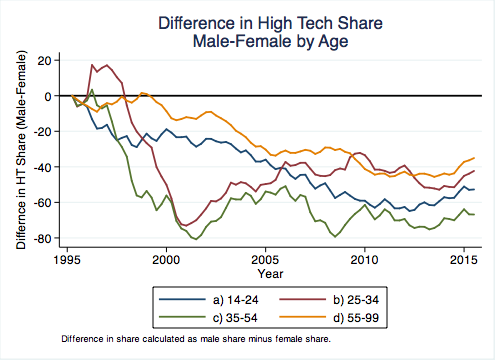 Difference in High Tech Share
Male-Female by Age
Differnce in HT Share (Male-Female)
20
0
-20
-40
-60
-80
1995
2000
2005
2010
2015
Year
a) 14-24
b) 25-34
c) 35-54
d) 55-99
Difference in share calculated as male share minus female share.